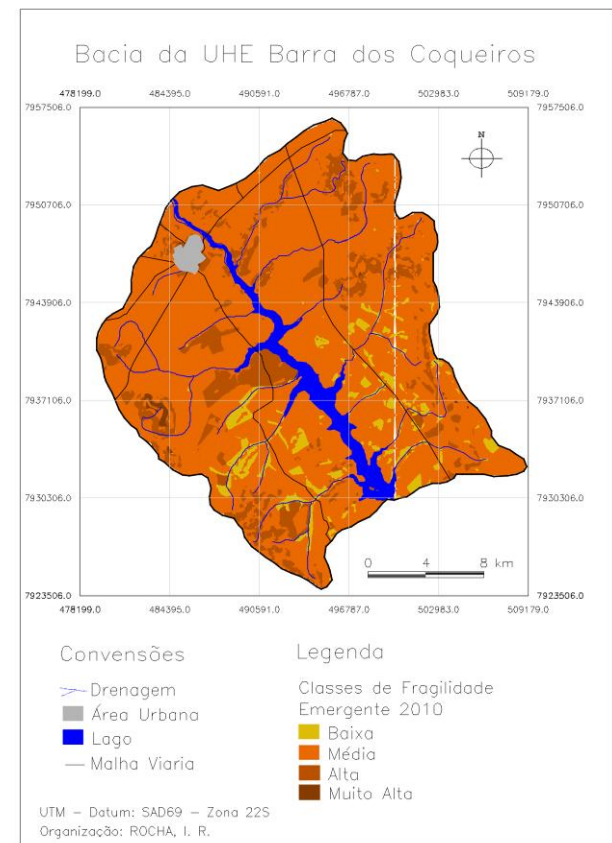 Bacia da UHE Barra dos Coqueiros
478199.0 484395.0 490591.0 496787.0 502983.0 509179.0
7957506.0 7957506.0
N
7950706.0 7950706.0
7943906.0 7943906.0
7937106.0 7937106.0
7930306.0 7930306.0
0 4 8 km
7923506.0 7923506.0
478199.0 484395.0 490591.0 496787.0 502983.0 509179.0
Convensões
Drenagem
Área Urbana
Lago
Malha Viaria
Legenda
Classes de Fragilidade
Emergente 2010
Baixa
Média
Alta
Muito Alta
UTM – Datum: SAD69 – Zona 22S
Organização: ROCHA, I. R.